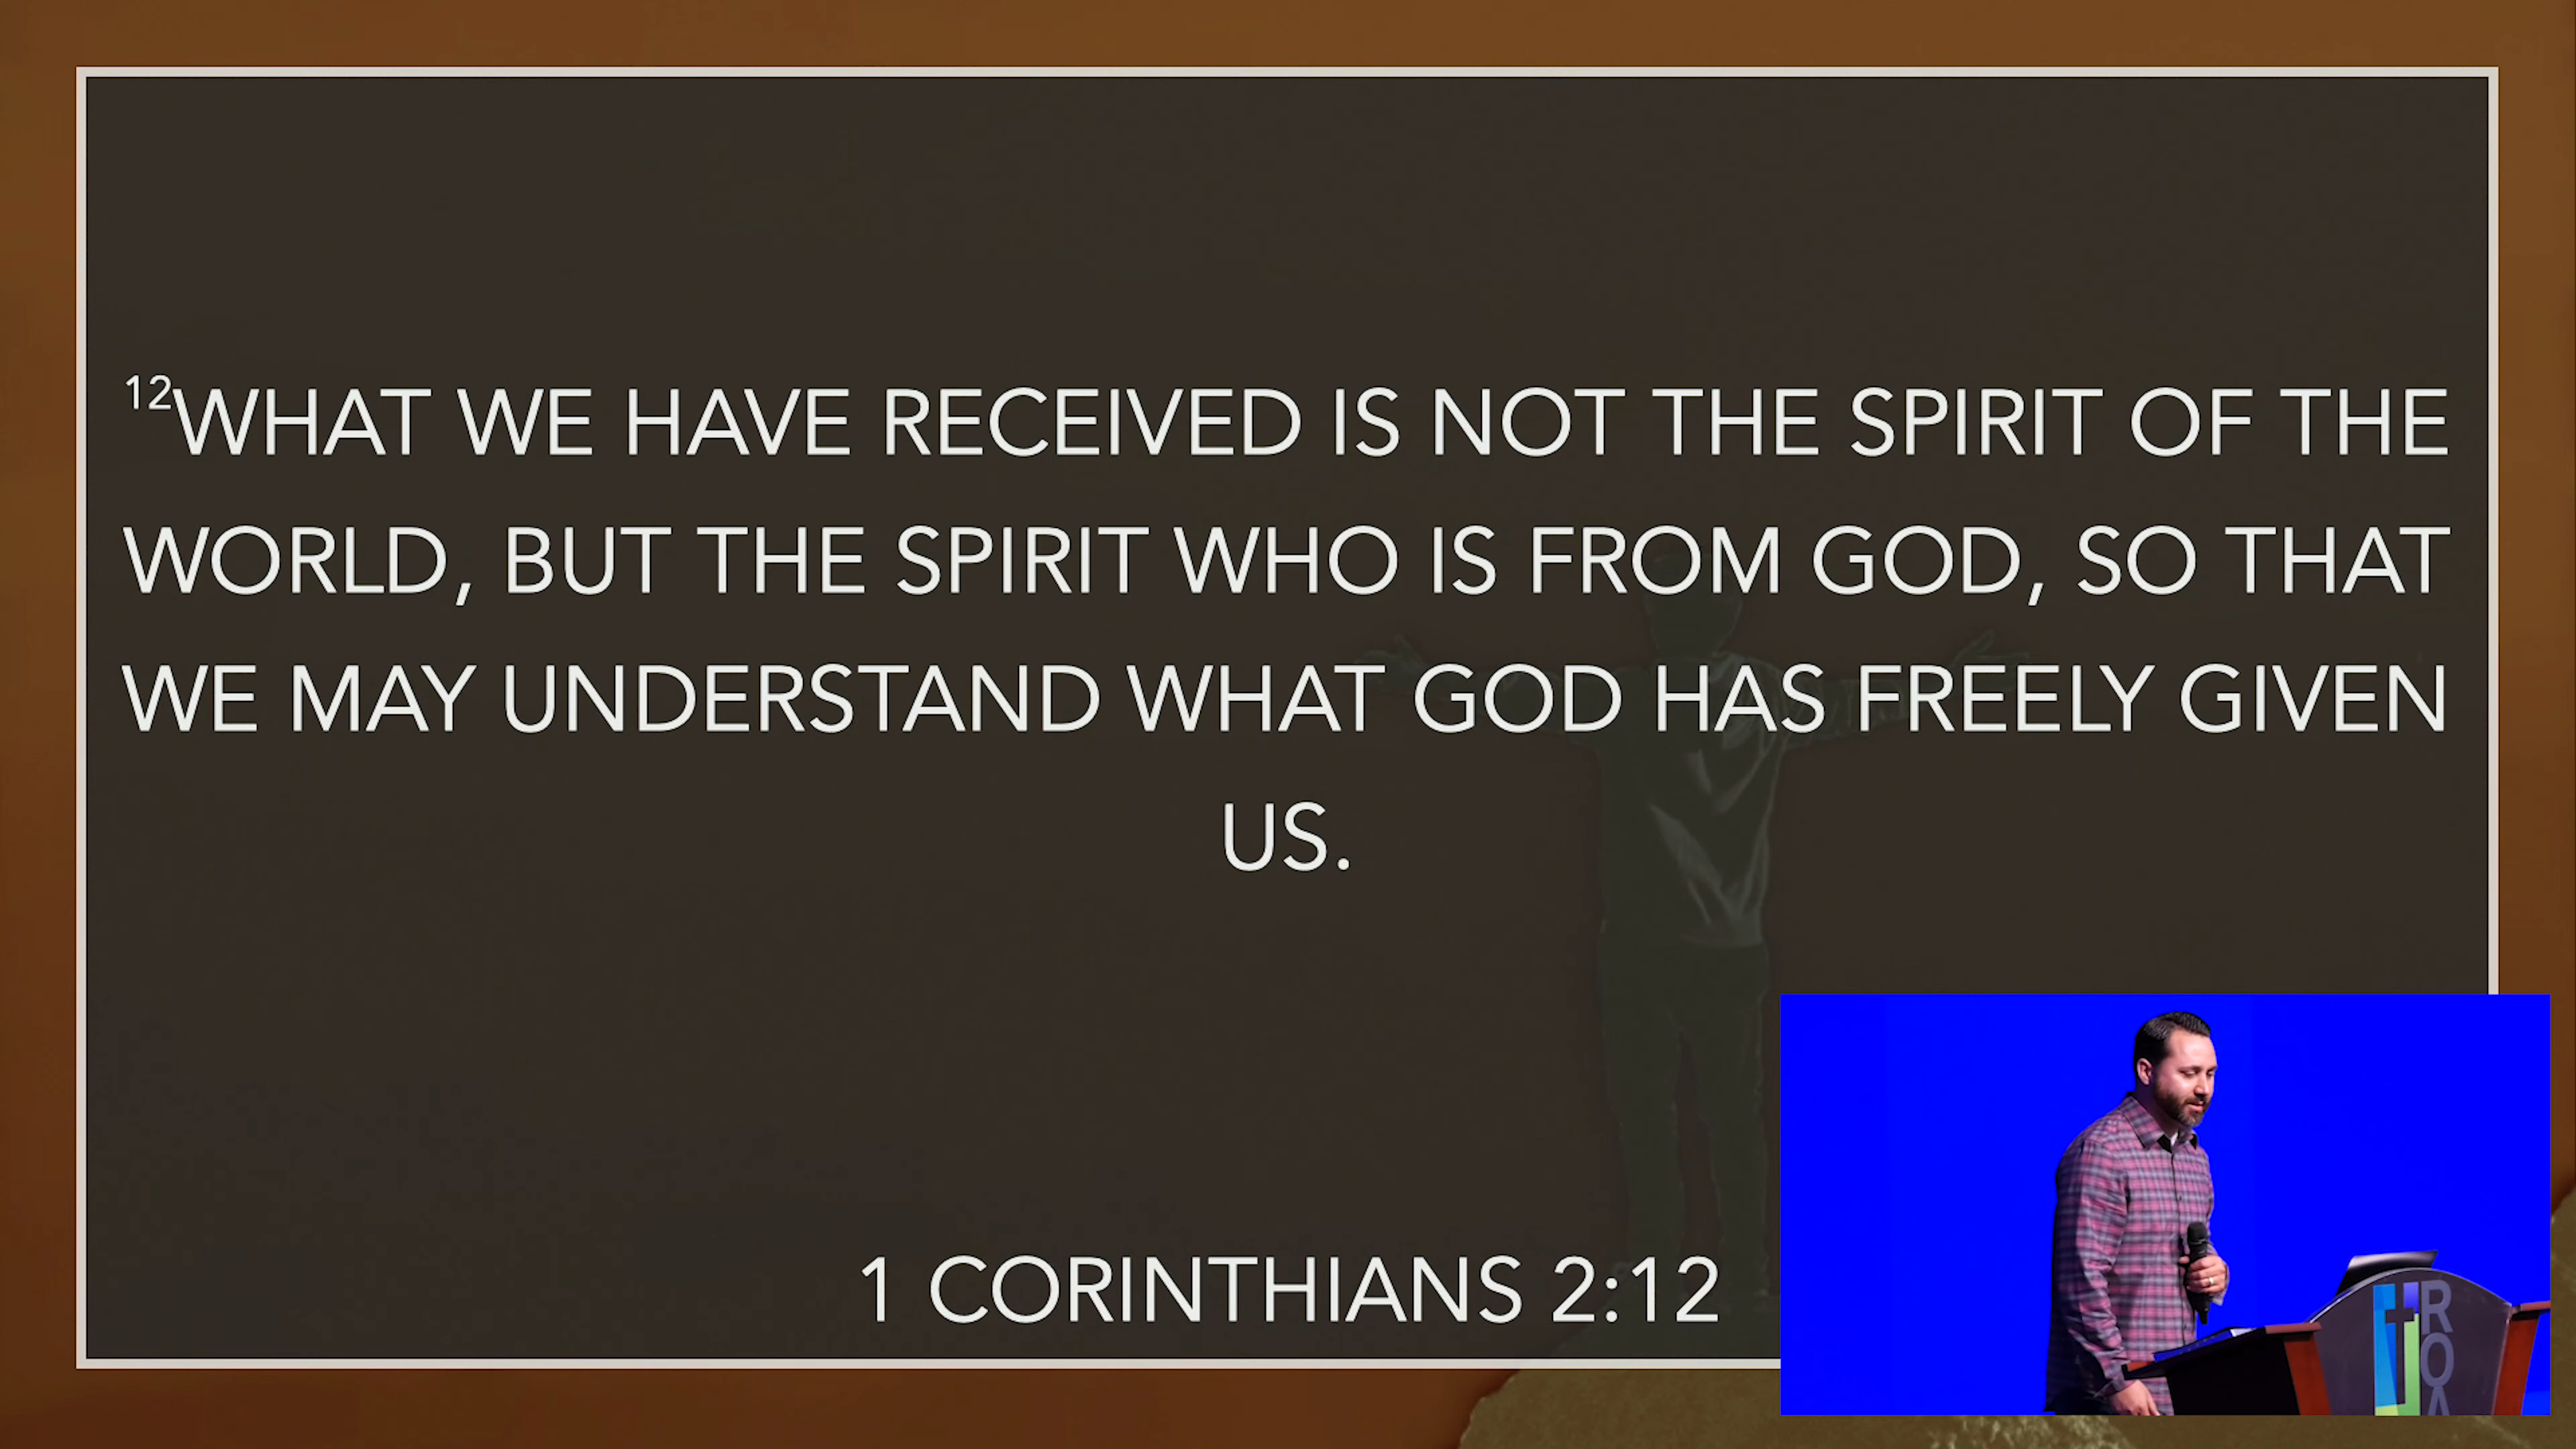 12WHAT WE HAVE RECEIVED IS NOT THE SPIRIT OF THE
WORLD, BUT THE SPIRIT WHO IS FROM GOD, SO THAT
WE MAY UNDERSTAND WHAT GOD HAS FREELY GIVEN
US.
1 CORINTHIANS 2:12